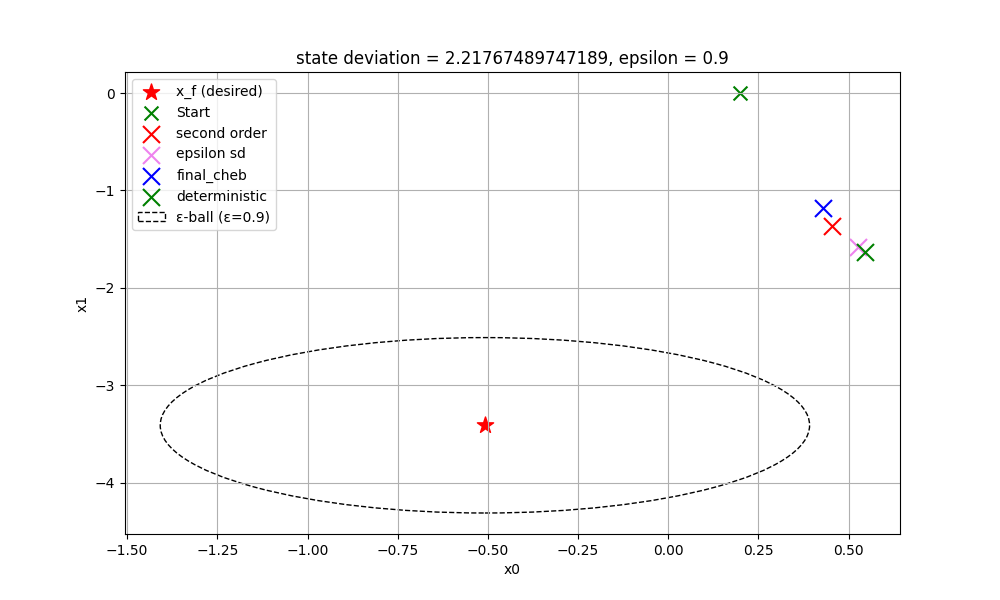 state deviation = 2.21767489747189, epsilon = 0.9
x_f (desired)
Start
second order
epsilon sd
final_cheb
deterministic
ε-ball (ε=0.9)
0
−1
−2
−3
−4
x1
−1.50
−1.25
−1.00
−0.75
−0.50
−0.25
0.00
0.25
0.50
x0